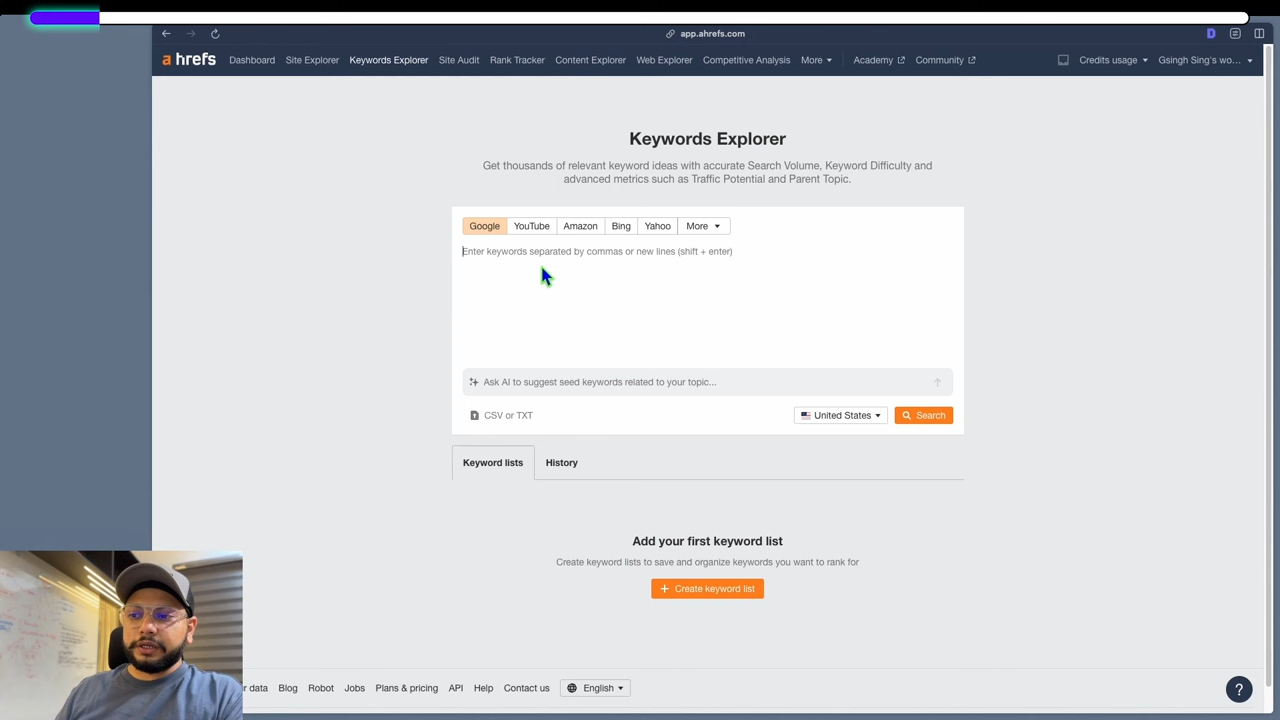 app.ahrefs.com
ahrefs Dashboard Site Explorer Keywords Explorer Site Audit Rank Tracker Content Explorer Web Explorer Competitive Analysis More Academy Community Credits usage Gsingh Sing's wo...
Keywords Explorer
Get thousands of relevant keyword ideas with accurate Search Volume, Keyword Difficulty and
advanced metrics such as Traffic Potential and Parent Topic.
Google YouTube Amazon Bing Yahoo More
Enter keywords separated by commas or new lines (shift + enter)
Ask AI to suggest seed keywords related to your topic...
CSV or TXT United States Search
Keyword lists History
Add your first keyword list
Create keyword lists to save and organize keywords you want to rank for
+ Create keyword list
data Blog Robot Jobs Plans & pricing API Help Contact us English
?